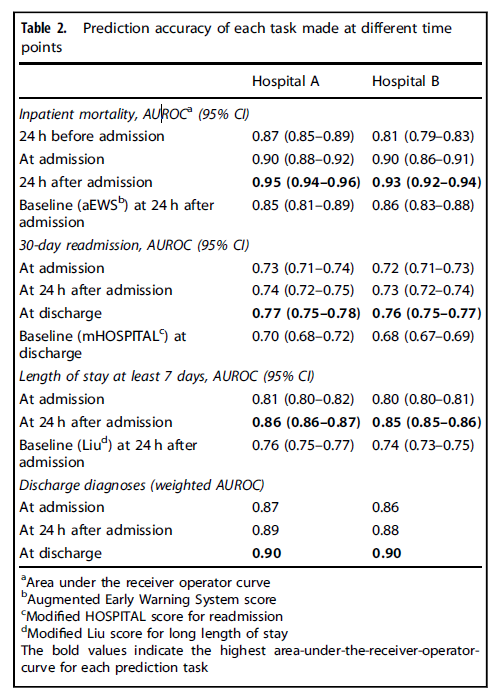 Table 2. Prediction accuracy of each task made at different time
points
Hospital A Hospital B
Inpatient mortality, AUROCa (95% CI)
24 h before admission 0.87 (0.85–0.89) 0.81 (0.79–0.83)
At admission 0.90 (0.88–0.92) 0.90 (0.86–0.91)
24 h after admission 0.95 (0.94–0.96) 0.93 (0.92–0.94)
Baseline (aEWSb) at 24 h after 0.85 (0.81–0.89) 0.86 (0.83–0.88)
admission
30-day readmission, AUROC (95% CI)
At admission 0.73 (0.71–0.74) 0.72 (0.71–0.73)
At 24 h after admission 0.74 (0.72–0.75) 0.73 (0.72–0.74)
At discharge 0.77 (0.75–0.78) 0.76 (0.75–0.77)
Baseline (mHOSPITALc) at 0.70 (0.68–0.72) 0.68 (0.67–0.69)
discharge
Length of stay at least 7 days, AUROC (95% CI)
At admission 0.81 (0.80–0.82) 0.80 (0.80–0.81)
At 24 h after admission 0.86 (0.86–0.87) 0.85 (0.85–0.86)
Baseline (Liud) at 24 h after 0.76 (0.75–0.77) 0.74 (0.73–0.75)
admission
Discharge diagnoses (weighted AUROC)
At admission 0.87 0.86
At 24 h after admission 0.89 0.88
At discharge 0.90 0.90
aArea under the receiver operator curve
bAugmented Early Warning System score
cModified HOSPITAL score for readmission
dModified Liu score for long length of stay
The bold values indicate the highest area-under-the-receiver-operator-
curve for each prediction task